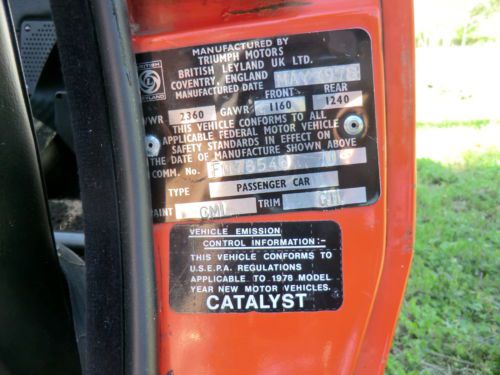 MANUFACTURED BY
TRIUMPH MOTORS
BRITISH LEYLAND UK LTD.
COVENTRY, ENGLAND
MANUFACTURED DATE MAY 1978
BRITISH
LEYLAND
FRONT REAR
GVWR 2360 GAWR: 1160 1240
THIS VEHICLE CONFORMS TO ALL
APPLICABLE FEDERAL MOTOR VEHICLE
SAFETY STANDARDS IN EFFECT ON
THE DATE OF MANUFACTURE SHOWN ABOVE
COMM. No.
TYPE PASSENGER CAR
PAINT TRIM
VEHICLE EMISSION
CONTROL INFORMATION:-
THIS VEHICLE CONFORMS TO
U.S.E.P.A. REGULATIONS
APPLICABLE TO 1978 MODEL
YEAR NEW MOTOR VEHICLES.
CATALYST